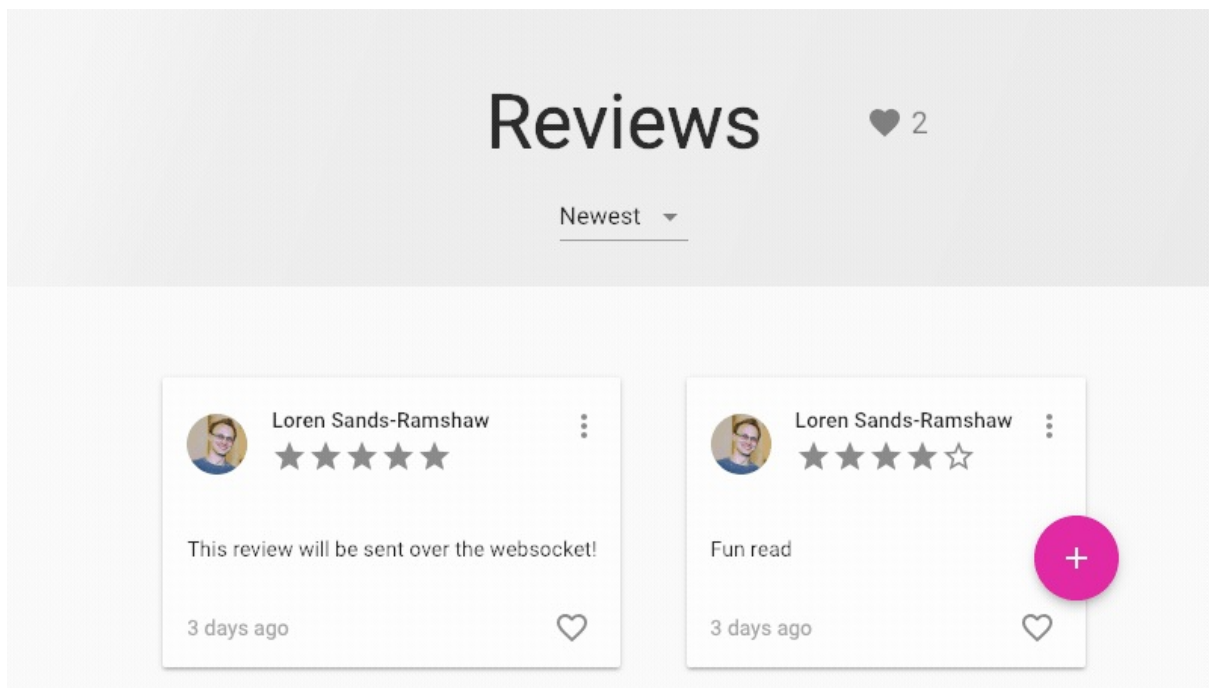 Reviews
2
Newest
Loren Sands-Ramshaw
This review will be sent over the websocket!
3 days ago
Loren Sands-Ramshaw
Fun read
+
3 days ago